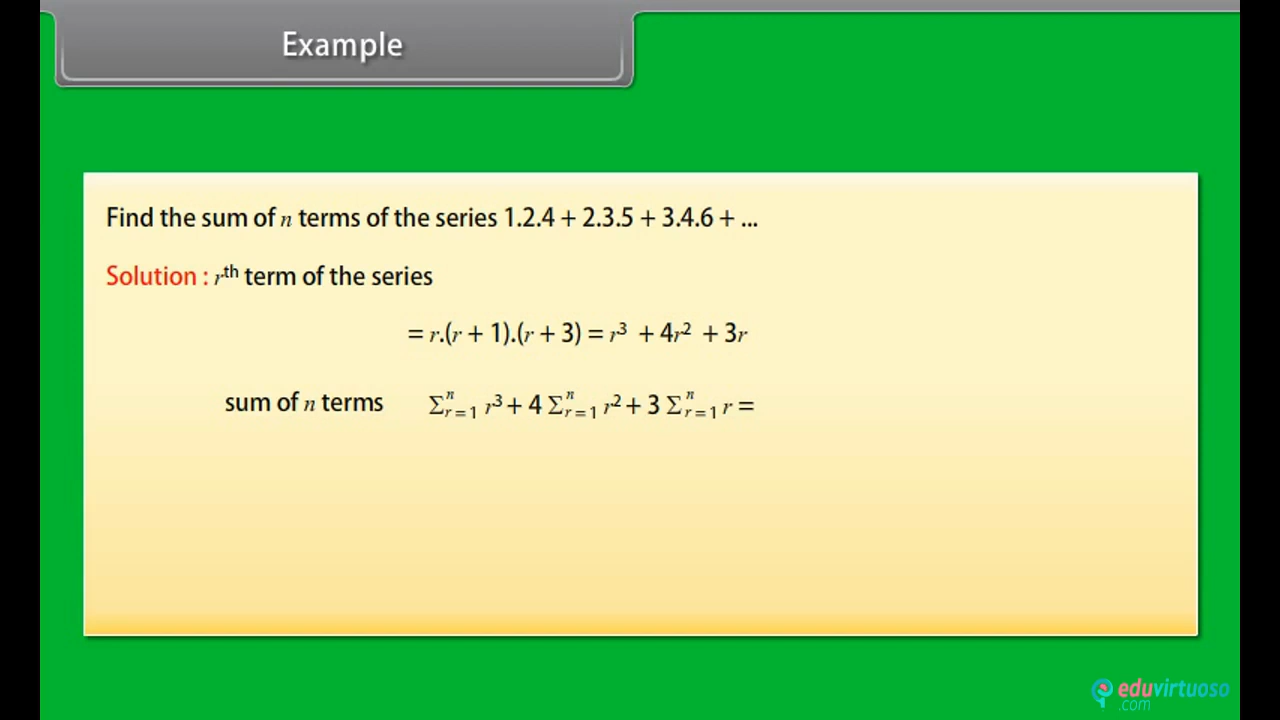 Example
Find the sum of n terms of the series 1.2.4 + 2.3.5 + 3.4.6 + ...
Solution : rᵗʰ term of the series
= r.(r + 1).(r + 3) = r³ + 4r² + 3r
sum of n terms Σⁿᵣ₌₁ r³ + 4 Σⁿᵣ₌₁ r² + 3 Σⁿᵣ₌₁ r =
eduvirtuoso
.com